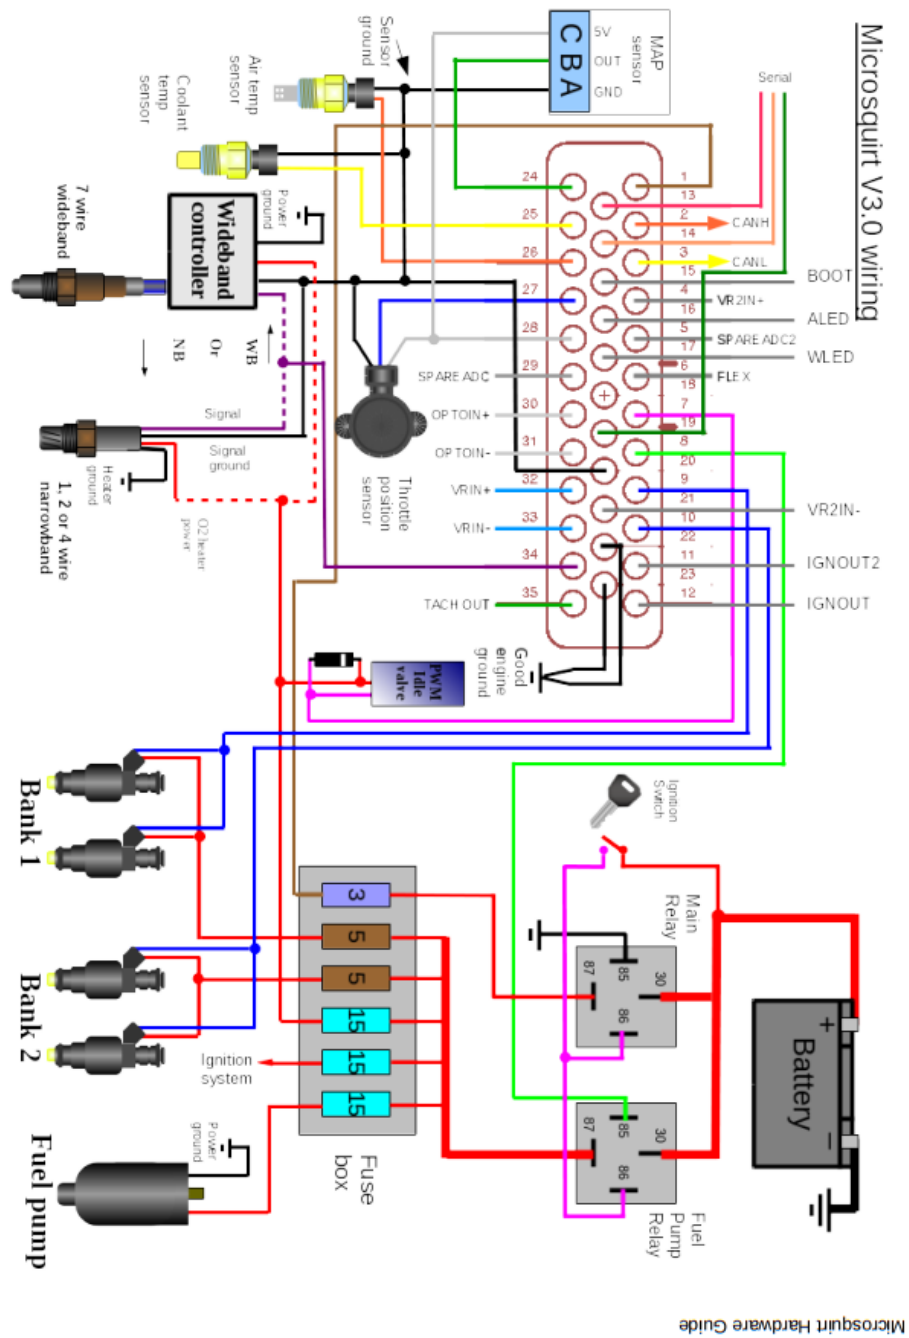 Microsquirt V3.0 wiring
MAP
sensor
5V
OUT
GND
C B A
Serial
Sensor
ground
Air temp
sensor
Coolant
temp
sensor
7 wire
wideband
Wideband
controller
Power
ground
WB
Or
NB
Signal
Signal
ground
Heater
ground
1, 2 or 4 wire
narrowband
O2 heater
power
Throttle
position
sensor
24
25
26
27
28
29
30
31
32
33
34
35
SPARE ADC
OPTOIN+
OPTOIN-
VRIN+
VRIN-
TACH OUT
1
13
2
14
3
15
4
16
5
17
6
18
7
19
8
20
9
21
10
22
11
23
12
CANH
CANL
BOOT
VR2IN+
ALED
SPARE ADC2
WLED
FLEX
VR2IN-
IGNOUT2
IGNOUT
Good
engine
ground
PWM
Idle
valve
Bank 1
Bank 2
Ignition
Switch
Main
Relay
87
85
30
86
Fuel
Pump
Relay
87
85
30
86
+ Battery -
3
5
5
15
15
15
Fuse
box
Ignition
system
Power
ground
Fuel pump
Microsquirt Hardware Guide